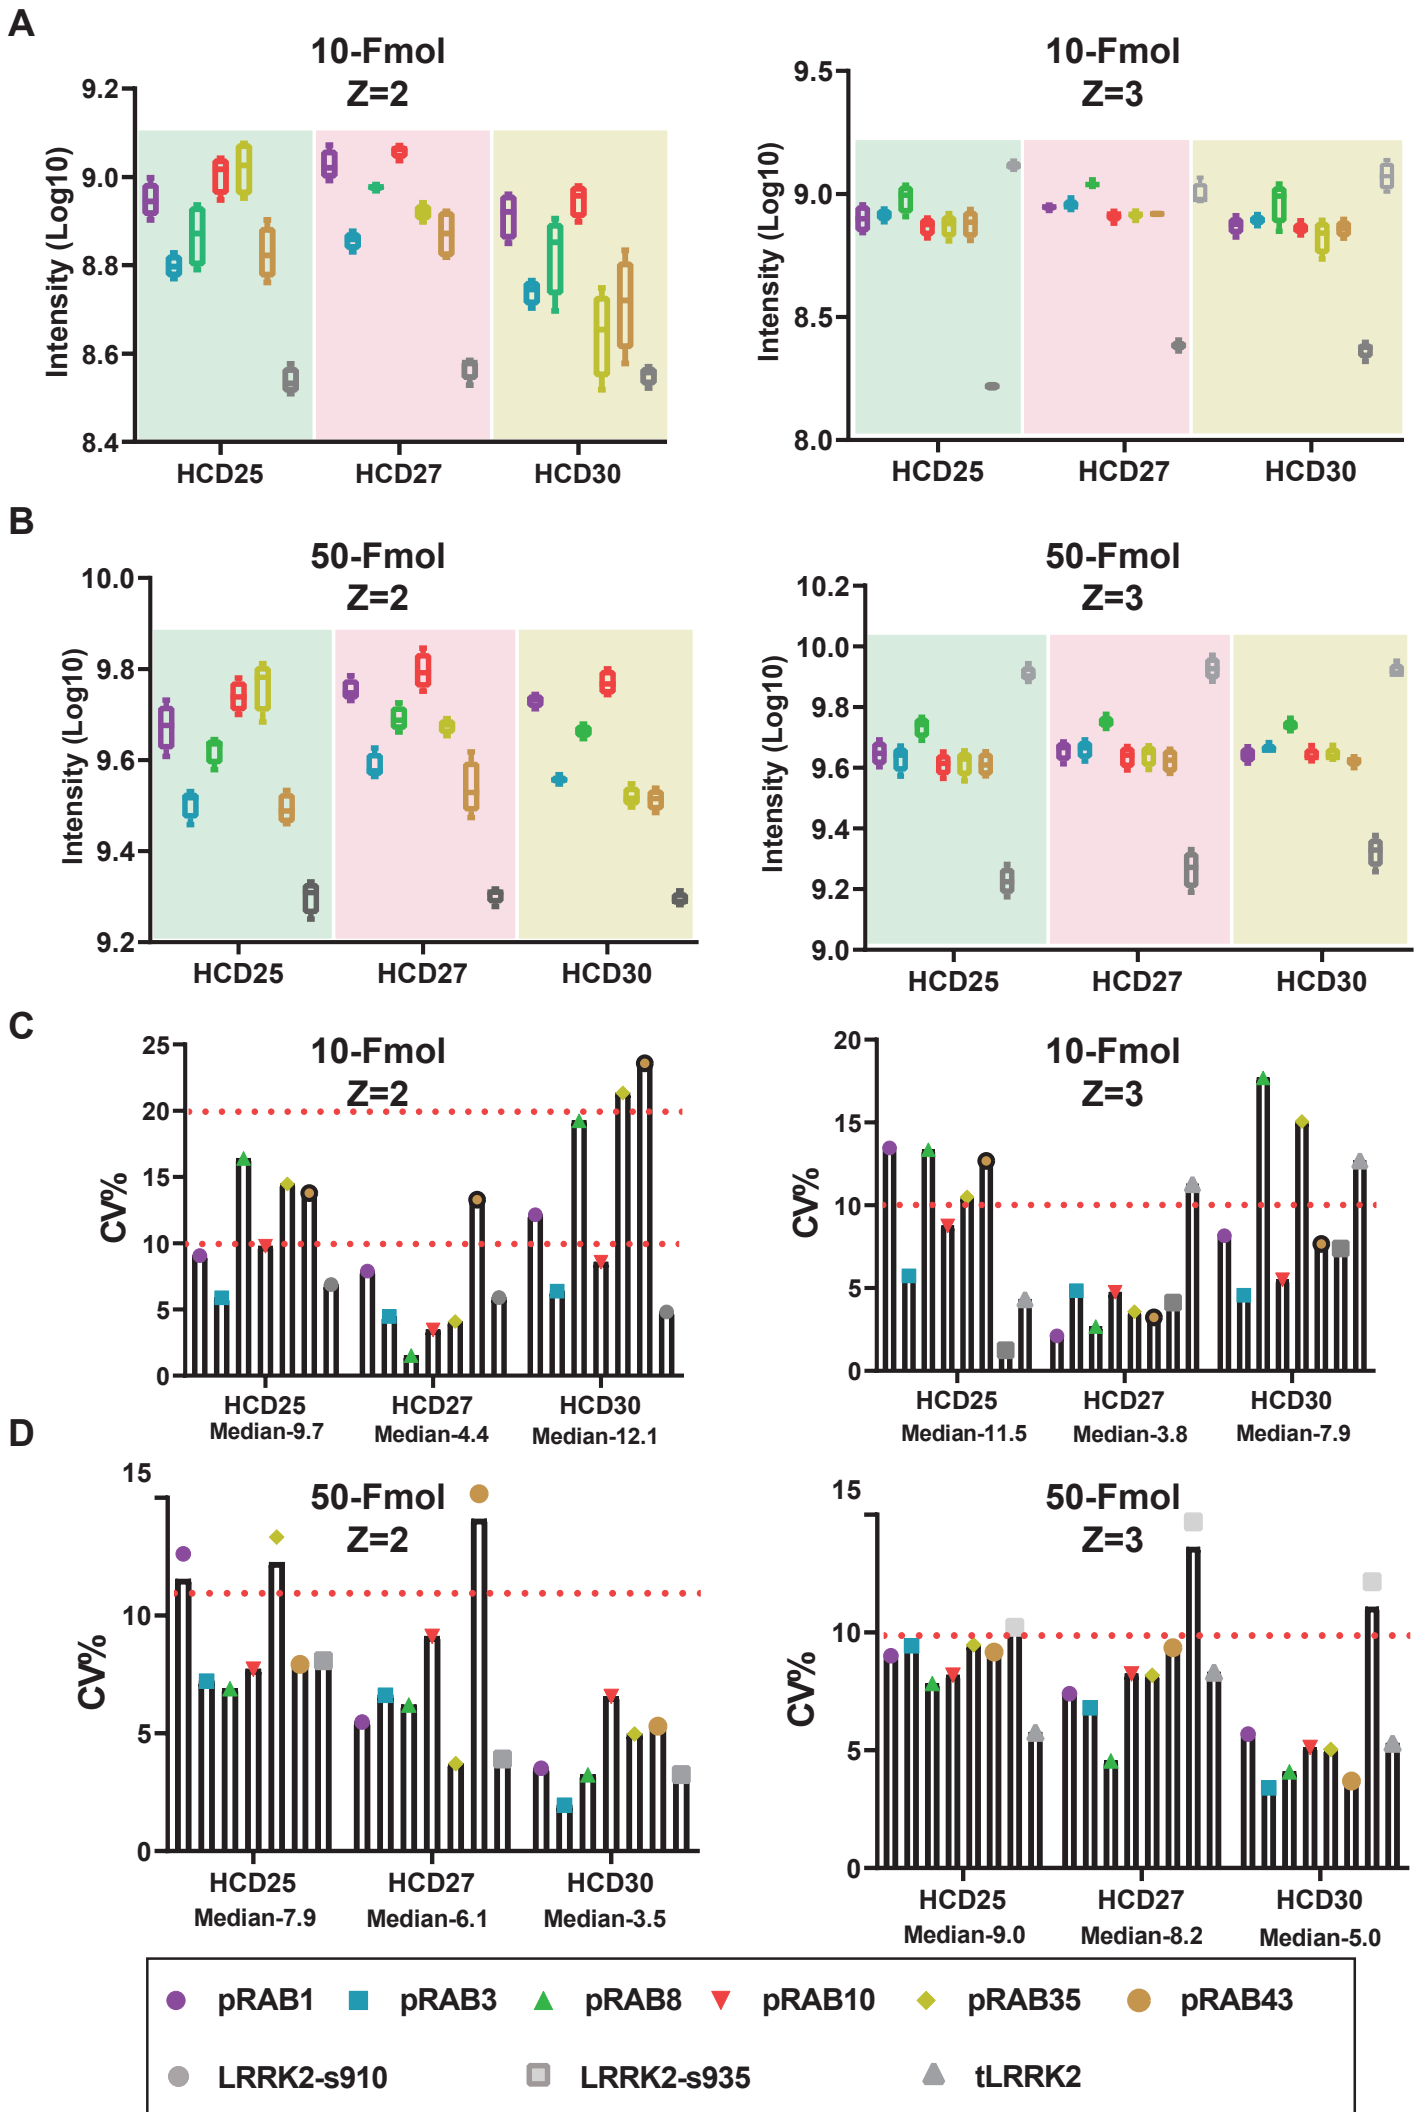 A
10-Fmol
Z=2
Intensity (Log10)
9.2
9.0
8.8
8.6
8.4
HCD25 HCD27 HCD30
10-Fmol
Z=3
Intensity (Log10)
9.5
9.0
8.5
8.0
HCD25 HCD27 HCD30
B
50-Fmol
Z=2
Intensity (Log10)
10.0
9.8
9.6
9.4
9.2
HCD25 HCD27 HCD30
50-Fmol
Z=3
Intensity (Log10)
10.2
10.0
9.8
9.6
9.4
9.2
9.0
HCD25 HCD27 HCD30
C
10-Fmol
Z=2
CV%
25
20
15
10
5
0
HCD25 HCD27 HCD30
Median-9.7 Median-4.4 Median-12.1
10-Fmol
Z=3
CV%
20
15
10
5
0
HCD25 HCD27 HCD30
Median-11.5 Median-3.8 Median-7.9
D
50-Fmol
Z=2
CV%
15
10
5
0
HCD25 HCD27 HCD30
Median-7.9 Median-6.1 Median-3.5
50-Fmol
Z=3
CV%
15
10
5
0
HCD25 HCD27 HCD30
Median-9.0 Median-8.2 Median-5.0
pRAB1 pRAB3 pRAB8 pRAB10 pRAB35 pRAB43
LRRK2-s910 LRRK2-s935 tLRRK2